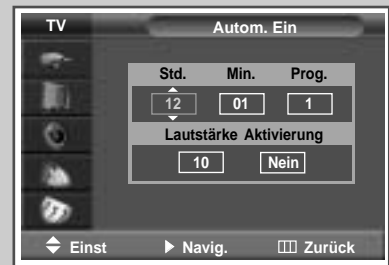 TV Autom. Ein
Std. Min. Prog.
12 01 1
Lautstärke Aktivierung
10 Nein
Einst Navig. Zurück